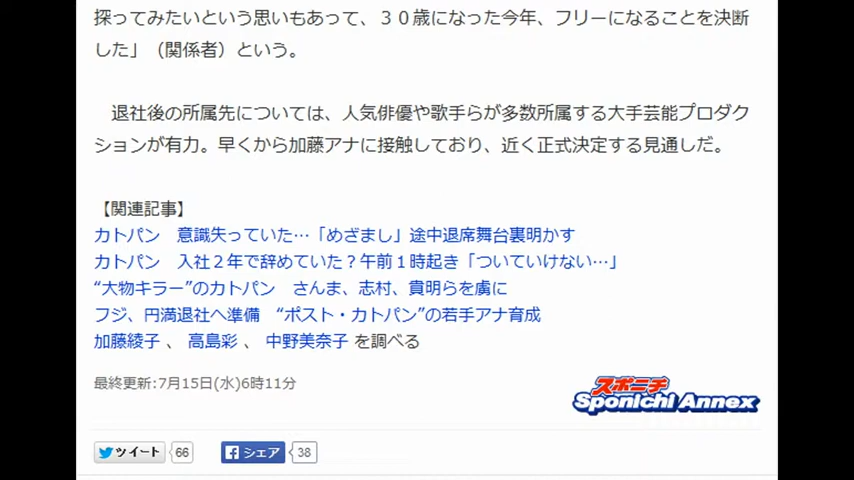 探ってみたいという思いもあって、３０歳になった今年、フリーになることを決断
した」（関係者）という。
退社後の所属先については、人気俳優や歌手らが多数所属する大手芸能プロダク
ションが有力。早くから加藤アナに接触しており、近く正式決定する見通しだ。
【関連記事】
カトパン　意識失っていた…「めざまし」途中退席舞台裏明かす
カトパン　入社２年で辞めていた？午前１時起き「ついていけない…」
“大物キラー”のカトパン　さんま、志村、貴明らを虜に
フジ、円満退社へ準備　“ポスト・カトパン”の若手アナ育成
加藤綾子 、 高島彩 、 中野美奈子 を調べる
最終更新:7月15日(水)6時11分
スポニチ
Sponichi Annex
ツイート 66 シェア 38